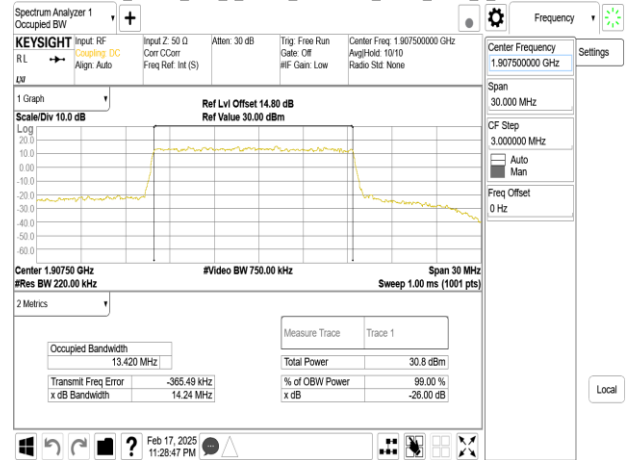 Spectrum Analyzer 1
Occupied BW
Frequency
KEYSIGHT
RL
Input: RF
Coupling: DC
Align: Auto
Input Z: 50 Ω
Corr CCorr
Freq Ref: Int (S)
Atten: 30 dB
Trig: Free Run
Gate: Off
#IF Gain: Low
Center Freq: 1.907500000 GHz
Avg|Hold: 10/10
Radio Std: None
LXI
Center Frequency
1.907500000 GHz
Settings
Span
30.000 MHz
CF Step
3.000000 MHz
Auto
Man
Freq Offset
0 Hz
Local
1 Graph
Scale/Div 10.0 dB
Ref Lvl Offset 14.80 dB
Ref Value 30.00 dBm
Log
20.0
10.0
0.00
-10.0
-20.0
-30.0
-40.0
-50.0
-60.0
Center 1.90750 GHz
#Video BW 750.00 kHz
Span 30 MHz
#Res BW 220.00 kHz
Sweep 1.00 ms (1001 pts)
2 Metrics
Measure Trace Trace 1
Occupied Bandwidth
13.420 MHz
Total Power 30.8 dBm
Transmit Freq Error -365.49 kHz
% of OBW Power 99.00 %
x dB Bandwidth 14.24 MHz
x dB -26.00 dB
?
Feb 17, 2025
11:28:47 PM